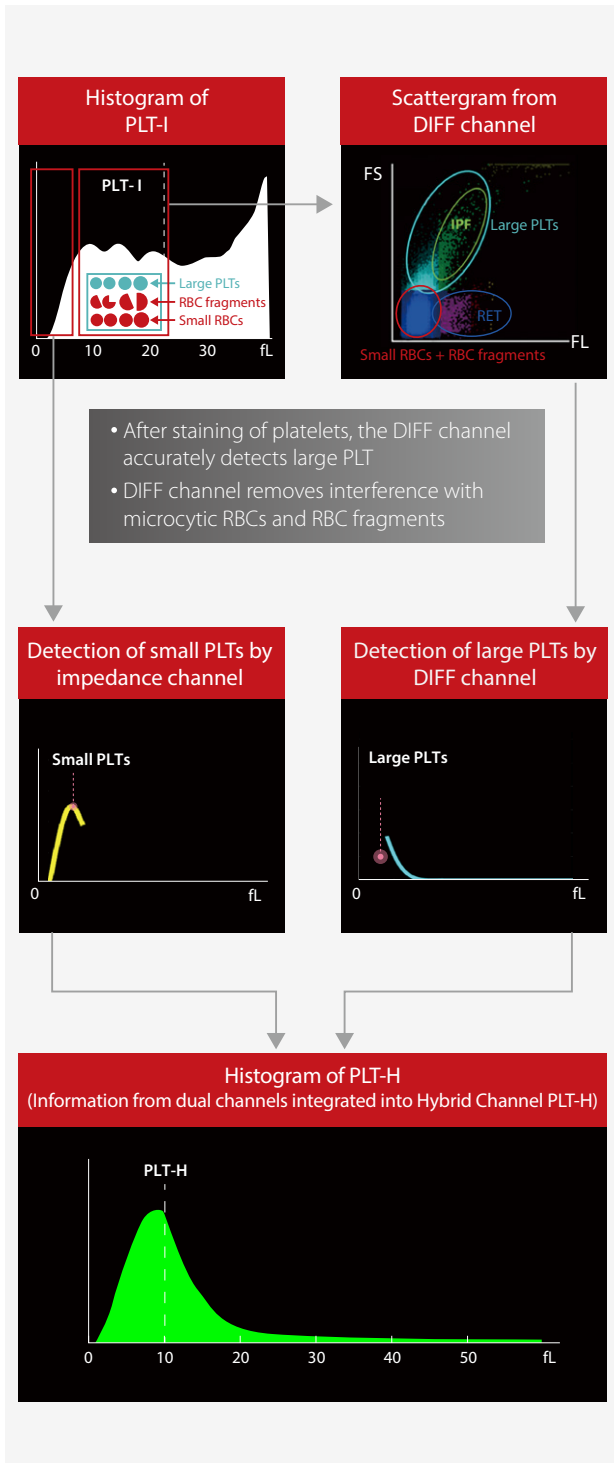 Histogram of
PLT-I
PLT- I
Large PLTs
RBC fragments
Small RBCs
0 10 20 30 fL
Scattergram from
DIFF channel
FS
IPF
Large PLTs
RET
FL
Small RBCs + RBC fragments
• After staining of platelets, the DIFF channel
accurately detects large PLT
• DIFF channel removes interference with
microcytic RBCs and RBC fragments
Detection of small PLTs by
impedance channel
Small PLTs
0 fL
Detection of large PLTs by
DIFF channel
Large PLTs
0 fL
Histogram of PLT-H
(Information from dual channels integrated into Hybrid Channel PLT-H)
PLT-H
0 10 20 30 40 50 fL